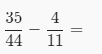 35/44 − 4/11 =